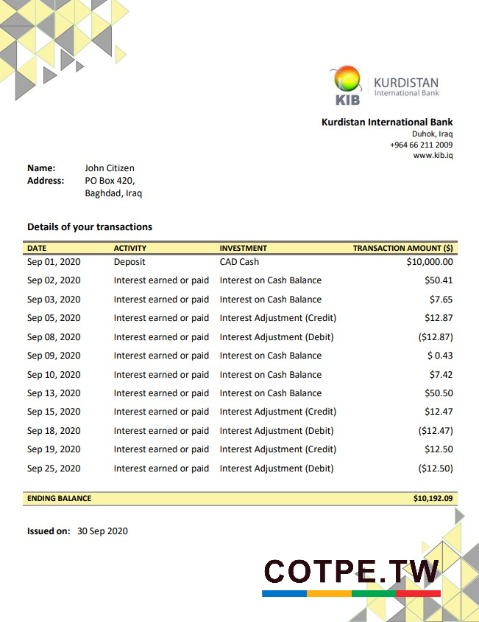 KIB
KURDISTAN
International Bank
Kurdistan International Bank
Duhok, Iraq
+964 66 211 2009
www.kib.iq
Name: John Citizen
Address: PO Box 420,
Baghdad, Iraq
Details of your transactions
DATE ACTIVITY INVESTMENT TRANSACTION AMOUNT ($)
Sep 01, 2020 Deposit CAD Cash $10,000.00
Sep 02, 2020 Interest earned or paid Interest on Cash Balance $50.41
Sep 03, 2020 Interest earned or paid Interest on Cash Balance $7.65
Sep 05, 2020 Interest earned or paid Interest Adjustment (Credit) $12.87
Sep 08, 2020 Interest earned or paid Interest Adjustment (Debit) ($12.87)
Sep 09, 2020 Interest earned or paid Interest on Cash Balance $ 0.43
Sep 10, 2020 Interest earned or paid Interest on Cash Balance $7.42
Sep 13, 2020 Interest earned or paid Interest on Cash Balance $50.50
Sep 15, 2020 Interest earned or paid Interest Adjustment (Credit) $12.47
Sep 18, 2020 Interest earned or paid Interest Adjustment (Debit) ($12.47)
Sep 19, 2020 Interest earned or paid Interest Adjustment (Credit) $12.50
Sep 25, 2020 Interest earned or paid Interest Adjustment (Debit) ($12.50)
ENDING BALANCE $10,192.09
Issued on: 30 Sep 2020
COTPE.TW